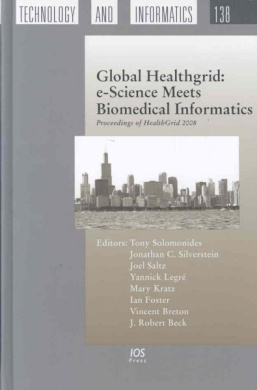 TECHNOLOGY AND INFORMATICS 138
Global Healthgrid:
e-Science Meets
Biomedical Informatics
Proceedings of HealthGrid 2008
Editors: Tony Solomonides
Jonathan C. Silverstein
Joel Saltz
Yannick Legré
Mary Kratz
Ian Foster
Vincent Breton
J. Robert Beck
IOS
Press